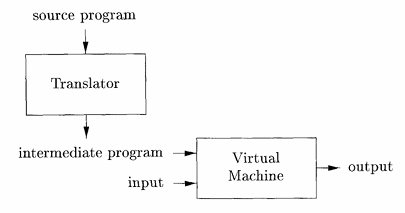 source program
Translator
intermediate program
input
Virtual
Machine
output